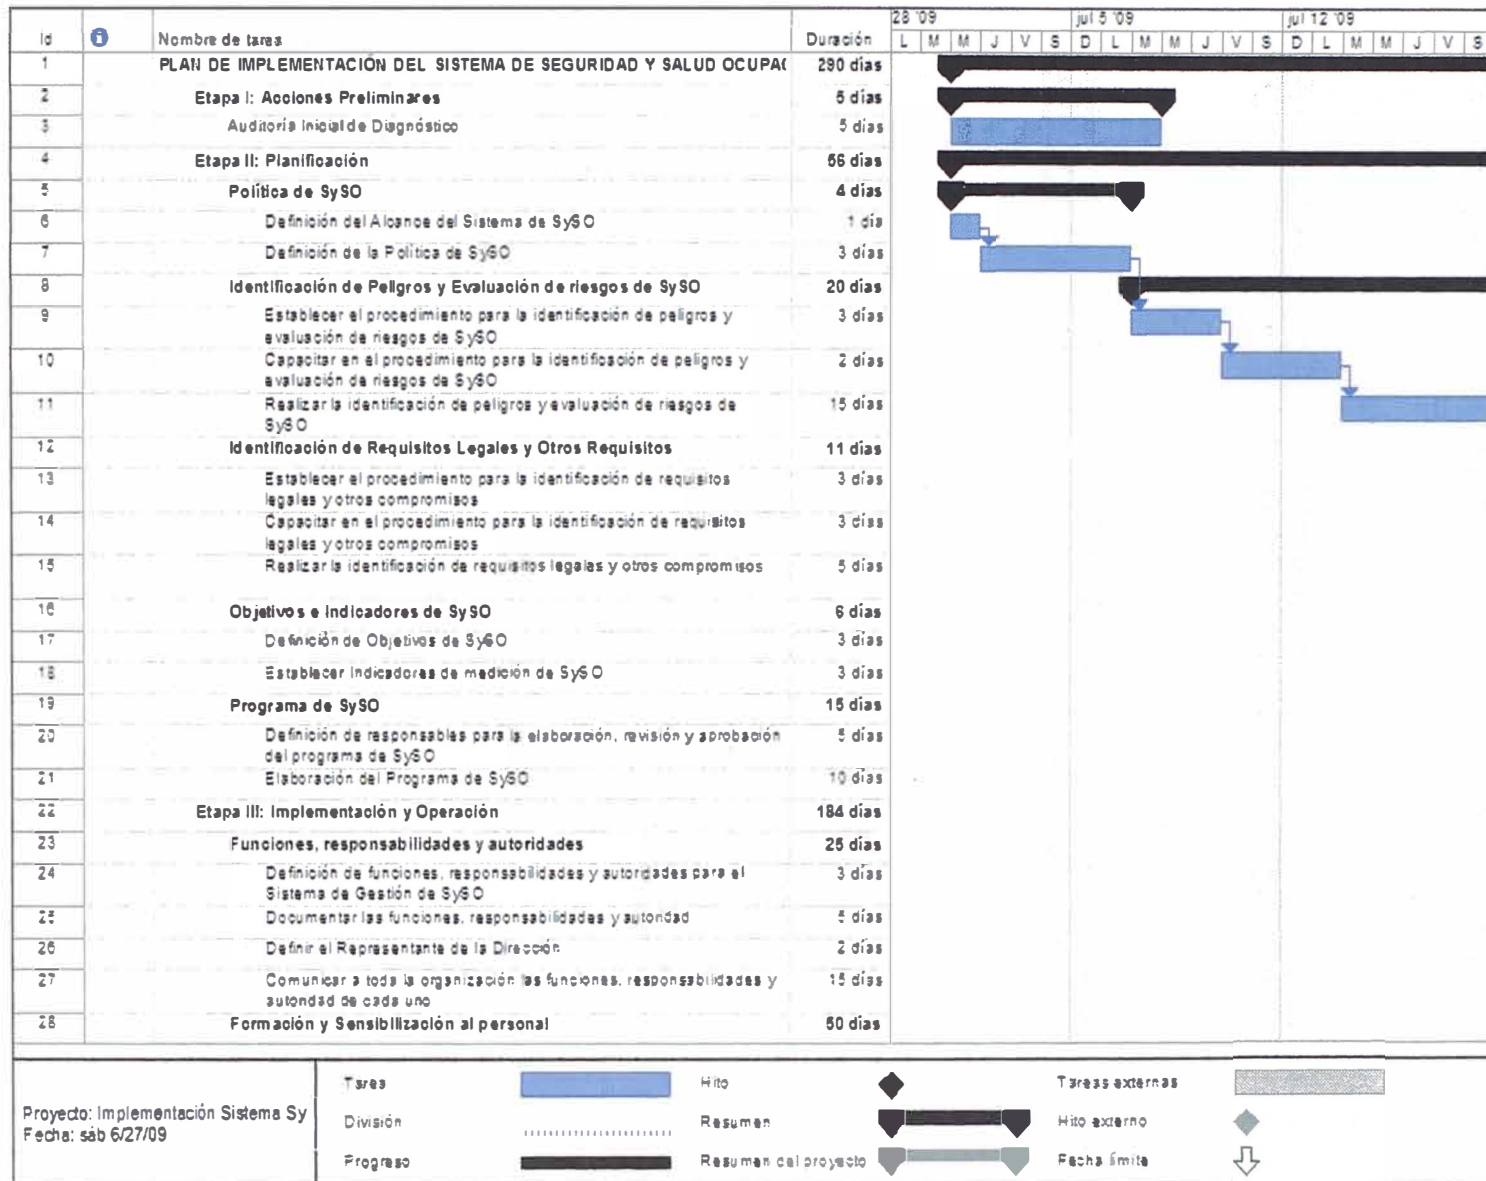 28 '09 jul 5 '09 jul 12 '09
Id Nombre de tarea Duración L M M J V S D L M M J V S D L M M J V S
1 PLAN DE IMPLEMENTACIÓN DEL SISTEMA DE SEGURIDAD Y SALUD OCUPAC 290 días
2 Etapa I: Acciones Preliminares 5 días
3 Auditoría Inicial de Diagnóstico 5 días
4 Etapa II: Planificación 56 días
5 Política de SySO 4 días
6 Definición del Alcance del Sistema de SySO 1 día
7 Definición de la Política de SySO 3 días
8 Identificación de Peligros y Evaluación de riesgos de SySO 20 días
9 Establecer el procedimiento para la identificación de peligros y 3 días
evaluación de riesgos de SySO
10 Capacitar en el procedimiento para la identificación de peligros y 2 días
evaluación de riesgos de SySO
11 Realizar la identificación de peligros y evaluación de riesgos de 15 días
SySO
12 Identificación de Requisitos Legales y Otros Requisitos 11 días
13 Establecer el procedimiento para la identificación de requisitos 3 días
legales y otros compromisos
14 Capacitar en el procedimiento para la identificación de requisitos 3 días
legales y otros compromisos
15 Realizar la identificación de requisitos legales y otros compromisos 5 días
16 Objetivos e Indicadores de SySO 6 días
17 Definición de Objetivos de SySO 3 días
18 Establecer Indicadores de medición de SySO 3 días
19 Programa de SySO 15 días
20 Definición de responsables para la elaboración, revisión y aprobación 5 días
del programa de SySO
21 Elaboración del Programa de SySO 10 días
22 Etapa III: Implementación y Operación 184 días
23 Funciones, responsabilidades y autoridades 25 días
24 Definición de funciones, responsabilidades y autoridades para el 3 días
Sistema de Gestión de SySO
25 Documentar las funciones, responsabilidades y autoridad 5 días
26 Definir el Representante de la Dirección 2 días
27 Comunicar a toda la organización las funciones, responsabilidades y 15 días
autoridad de cada uno
28 Formación y Sensibilización al personal 50 días
Proyecto: Implementación Sistema Sy
Fecha: sáb 6/27/09
Tarea Hito Tareas externas
División Resumen Hito externo
Progreso Resumen del proyecto Fecha límite